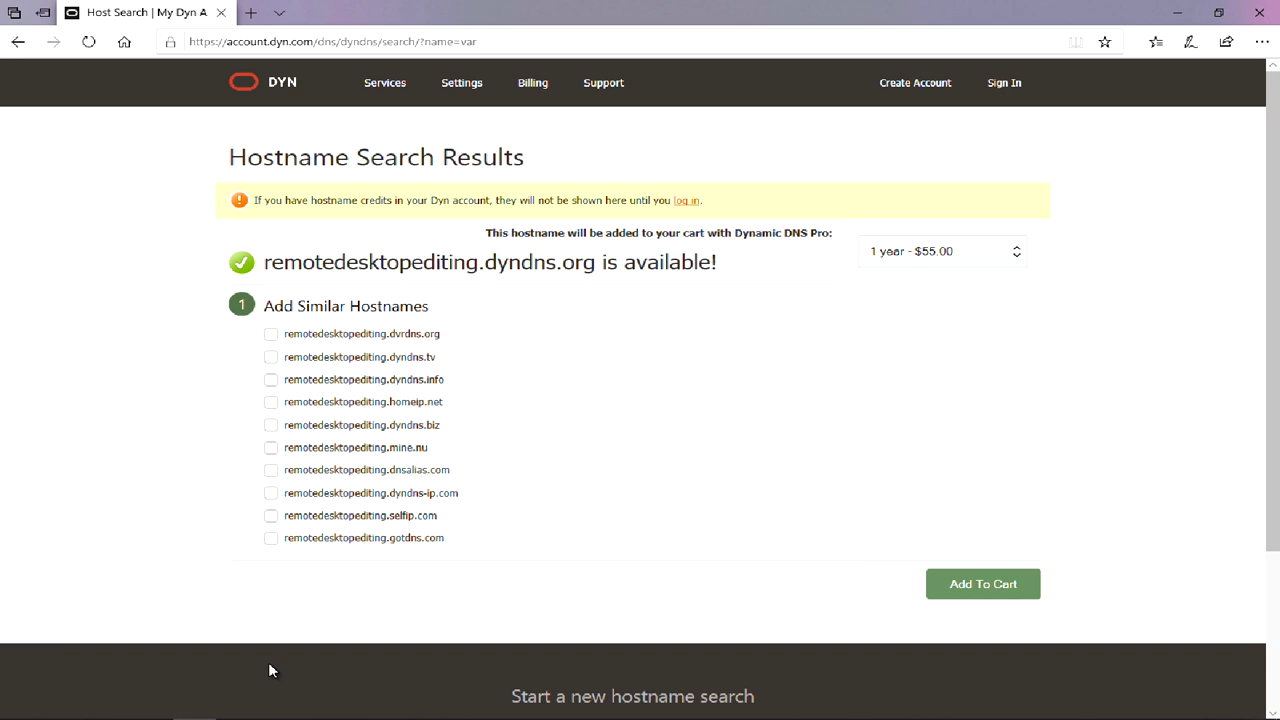 Host Search | My Dyn A
https://account.dyn.com/dns/dyndns/search/?name=var
DYN
Services
Settings
Billing
Support
Create Account
Sign In
Hostname Search Results
If you have hostname credits in your Dyn account, they will not be shown here until you log in.
This hostname will be added to your cart with Dynamic DNS Pro:
1 year - $55.00
remotedesktopediting.dyndns.org is available!
1 Add Similar Hostnames
remotedesktopediting.dvrdns.org
remotedesktopediting.dyndns.tv
remotedesktopediting.dyndns.info
remotedesktopediting.homeip.net
remotedesktopediting.dyndns.biz
remotedesktopediting.mine.nu
remotedesktopediting.dnsalias.com
remotedesktopediting.dyndns-ip.com
remotedesktopediting.selfip.com
remotedesktopediting.gotdns.com
Add To Cart
Start a new hostname search